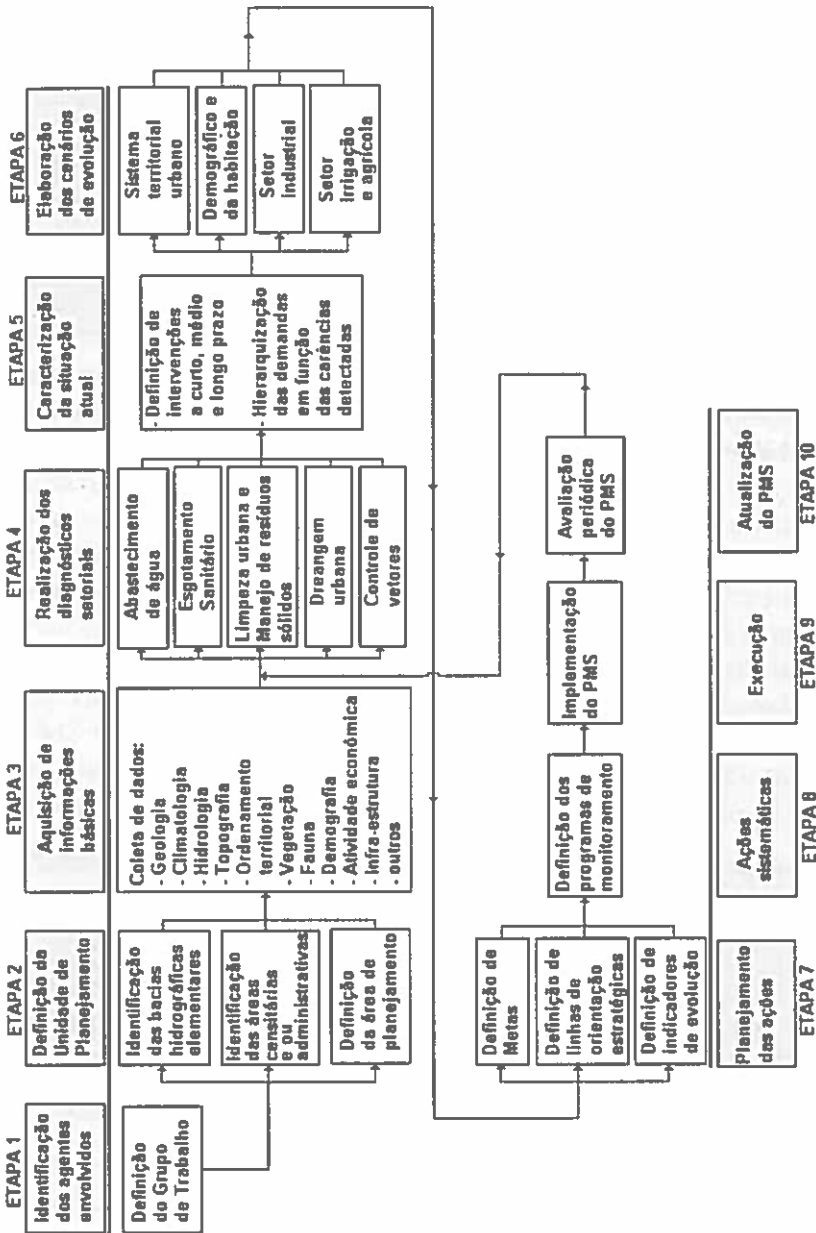 ETAPA 1
Identificação
dos agentes
envolvidos
Definição
do Grupo
de Trabalho
ETAPA 2
Definição da
Unidade de
Planejamento
Identificação
das bacias
hidrográficas
elementares
Identificação
das áreas
censitárias
e ou
administrativas
Definição
da área de
planejamento
ETAPA 3
Aquisição de
informações
básicas
Coleta de dados:
- Geologia
- Climatologia
- Hidrologia
- Topografia
- Ordenamento
territorial
- Vegetação
- Fauna
- Demografia
- Atividade económica
- Infra-estrutura
- outros
ETAPA 4
Realização dos
diagnósticos
setoriais
Abastecimento
de água
Esgotamento
Sanitário
Limpeza urbana e
Manejo de resíduos
sólidos
Dreangem
urbana
Controle de
vetores
ETAPA 5
Caracterização
da situação
atual
- Definição de
intervenções
a curto, médio
e longo prazo
- Hierarquização
das demandas
em função
das carências
detectadas
ETAPA 6
Elaboração
dos cenários
de evolução
Sistema
territorial
urbano
Demográfico e
da habitação
Setor
Industrial
Setor
Irrigação
e agrícola
Definição de
Metas
Definição de
linhas de
orientação
estratégicas
Definição de
indicadores
de evolução
Planejamento
das ações
ETAPA 7
Definição dos
programas de
monitoramento
Ações
sistemáticas
ETAPA 8
Implementação
do PMS
Execução
ETAPA 9
Avaliação
periódica
do PMS
Atualização
do PMS
ETAPA 10